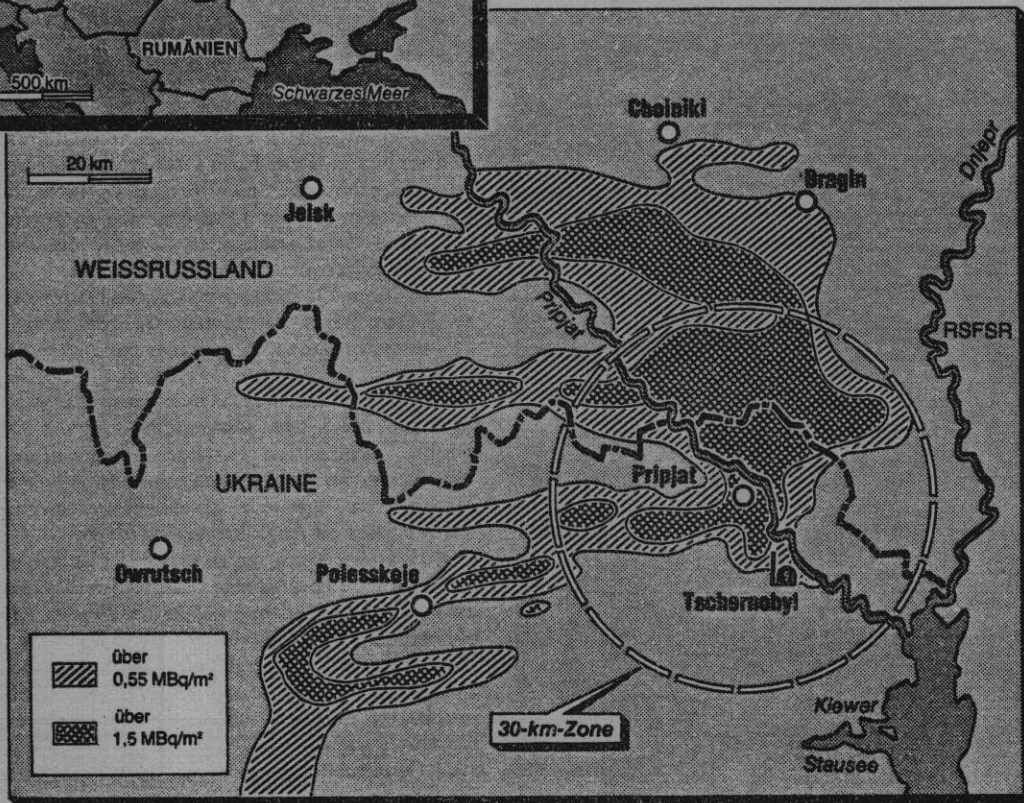 RUMÄNIEN
500 km
Schwarzes Meer
20 km
Choiniki
Bragin
Dnjepr
Jelsk
WEISSRUSSLAND
Pripjat
RSFSR
UKRAINE
Pripjat
Owrutsch
Polesskoje
Tschernobyl
über
0,55 MBq/m²
über
1,5 MBq/m²
30-km-Zone
Kiewer
Stausee